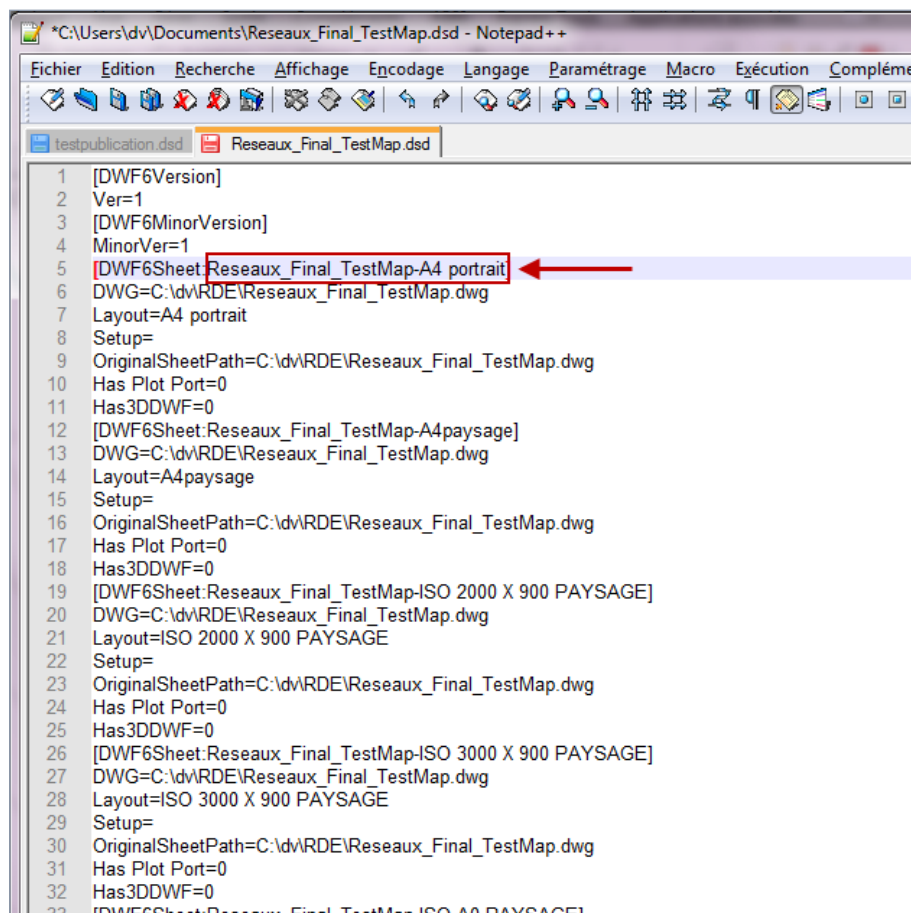 *C:\Users\dv\Documents\Reseaux_Final_TestMap.dsd - Notepad++
Fichier Edition Recherche Affichage Encodage Langage Paramétrage Macro Exécution Compléme
testpublication.dsd Reseaux_Final_TestMap.dsd
1 [DWF6Version]
2 Ver=1
3 [DWF6MinorVersion]
4 MinorVer=1
5 [DWF6Sheet:Reseaux_Final_TestMap-A4 portrait]
6 DWG=C:\dv\RDE\Reseaux_Final_TestMap.dwg
7 Layout=A4 portrait
8 Setup=
9 OriginalSheetPath=C:\dv\RDE\Reseaux_Final_TestMap.dwg
10 Has Plot Port=0
11 Has3DDWF=0
12 [DWF6Sheet:Reseaux_Final_TestMap-A4paysage]
13 DWG=C:\dv\RDE\Reseaux_Final_TestMap.dwg
14 Layout=A4paysage
15 Setup=
16 OriginalSheetPath=C:\dv\RDE\Reseaux_Final_TestMap.dwg
17 Has Plot Port=0
18 Has3DDWF=0
19 [DWF6Sheet:Reseaux_Final_TestMap-ISO 2000 X 900 PAYSAGE]
20 DWG=C:\dv\RDE\Reseaux_Final_TestMap.dwg
21 Layout=ISO 2000 X 900 PAYSAGE
22 Setup=
23 OriginalSheetPath=C:\dv\RDE\Reseaux_Final_TestMap.dwg
24 Has Plot Port=0
25 Has3DDWF=0
26 [DWF6Sheet:Reseaux_Final_TestMap-ISO 3000 X 900 PAYSAGE]
27 DWG=C:\dv\RDE\Reseaux_Final_TestMap.dwg
28 Layout=ISO 3000 X 900 PAYSAGE
29 Setup=
30 OriginalSheetPath=C:\dv\RDE\Reseaux_Final_TestMap.dwg
31 Has Plot Port=0
32 Has3DDWF=0
33 [DWF6Sheet:Reseaux_Final_TestMap-ISO A0 PAYSAGE]